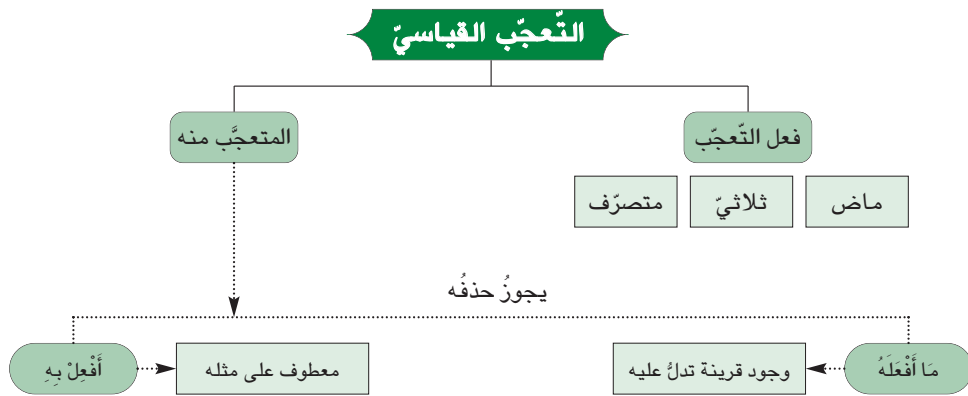 التّعجّب القياسيّ
فعل التّعجّب
المتعجَّب منه
ماض
ثلاثيّ
متصرّف
يجوزُ حذفُه
مَا أَفْعَلَهُ
وجود قرينة تدلُّ عليه
معطوف على مثله
أَفْعِلْ بِهِ